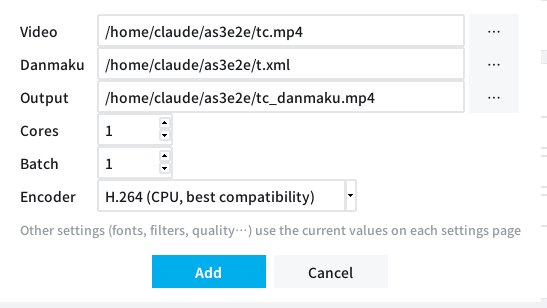 Video /home/claude/as3e2e/tc.mp4 ...
Danmaku /home/claude/as3e2e/t.xml ...
Output /home/claude/as3e2e/tc_danmaku.mp4 ...
Cores 1
Batch 1
Encoder H.264 (CPU, best compatibility)
Other settings (fonts, filters, quality⋯) use the current values on each settings page
Add Cancel